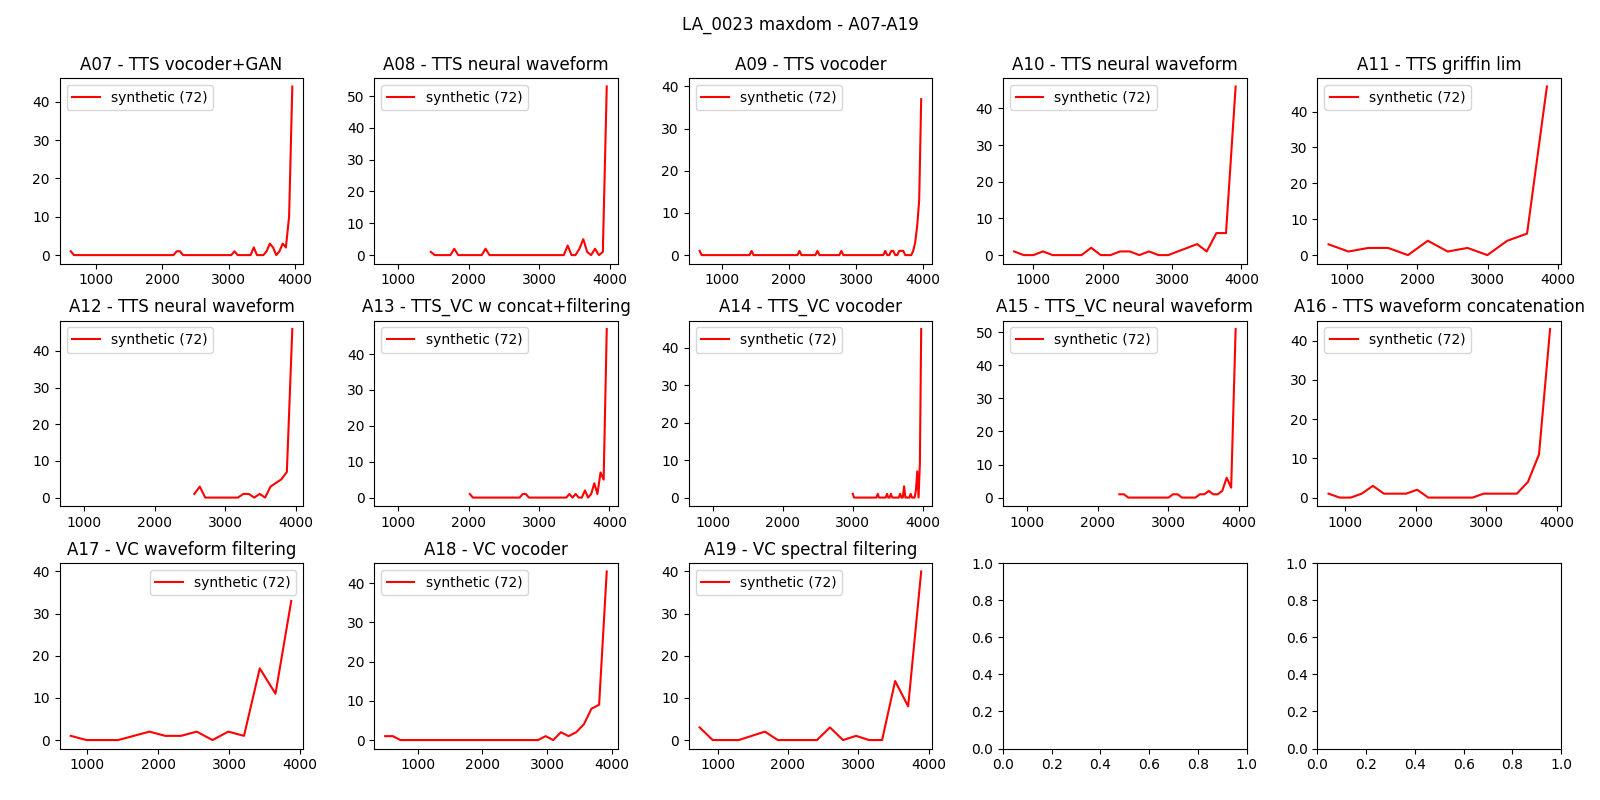 LA_0023 maxdom - A07-A19
A07 - TTS vocoder+GAN
synthetic (72)
40
30
20
10
0
1000 2000 3000 4000
A08 - TTS neural waveform
synthetic (72)
50
40
30
20
10
0
1000 2000 3000 4000
A09 - TTS vocoder
synthetic (72)
40
30
20
10
0
1000 2000 3000 4000
A10 - TTS neural waveform
synthetic (72)
40
30
20
10
0
1000 2000 3000 4000
A11 - TTS griffin lim
synthetic (72)
40
30
20
10
0
1000 2000 3000 4000
A12 - TTS neural waveform
synthetic (72)
40
30
20
10
0
1000 2000 3000 4000
A13 - TTS_VC w concat+filtering
synthetic (72)
40
30
20
10
0
1000 2000 3000 4000
A14 - TTS_VC vocoder
synthetic (72)
40
30
20
10
0
1000 2000 3000 4000
A15 - TTS_VC neural waveform
synthetic (72)
50
40
30
20
10
0
1000 2000 3000 4000
A16 - TTS waveform concatenation
synthetic (72)
40
30
20
10
0
1000 2000 3000 4000
A17 - VC waveform filtering
synthetic (72)
40
30
20
10
0
1000 2000 3000 4000
A18 - VC vocoder
synthetic (72)
40
30
20
10
0
1000 2000 3000 4000
A19 - VC spectral filtering
synthetic (72)
40
30
20
10
0
1000 2000 3000 4000
1.0
0.8
0.6
0.4
0.2
0.0
0.0 0.2 0.4 0.6 0.8 1.0
1.0
0.8
0.6
0.4
0.2
0.0
0.0 0.2 0.4 0.6 0.8 1.0